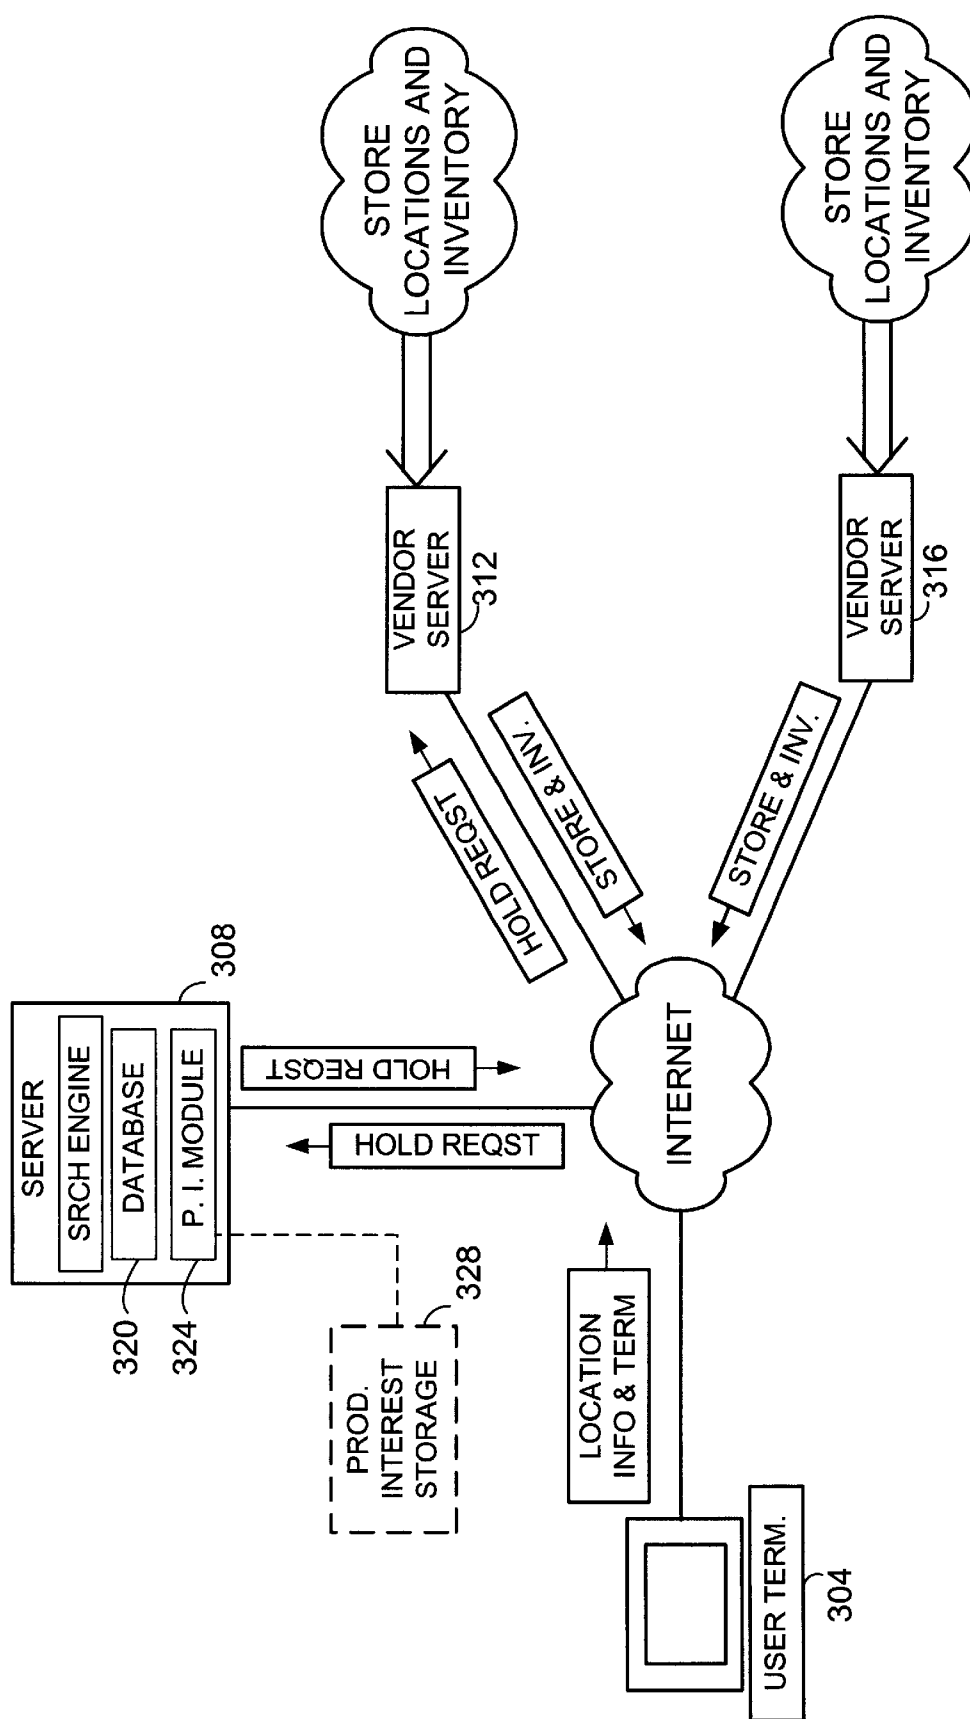 SERVER
SRCH ENGINE
DATABASE
P. I. MODULE
308
320
324
PROD.
INTEREST
STORAGE
328
HOLD REQST
HOLD REQST
LOCATION
INFO & TERM
USER TERM.
304
INTERNET
HOLD REQST
STORE & INV.
VENDOR
SERVER
312
STORE
LOCATIONS AND
INVENTORY
STORE & INV.
VENDOR
SERVER
316
STORE
LOCATIONS AND
INVENTORY